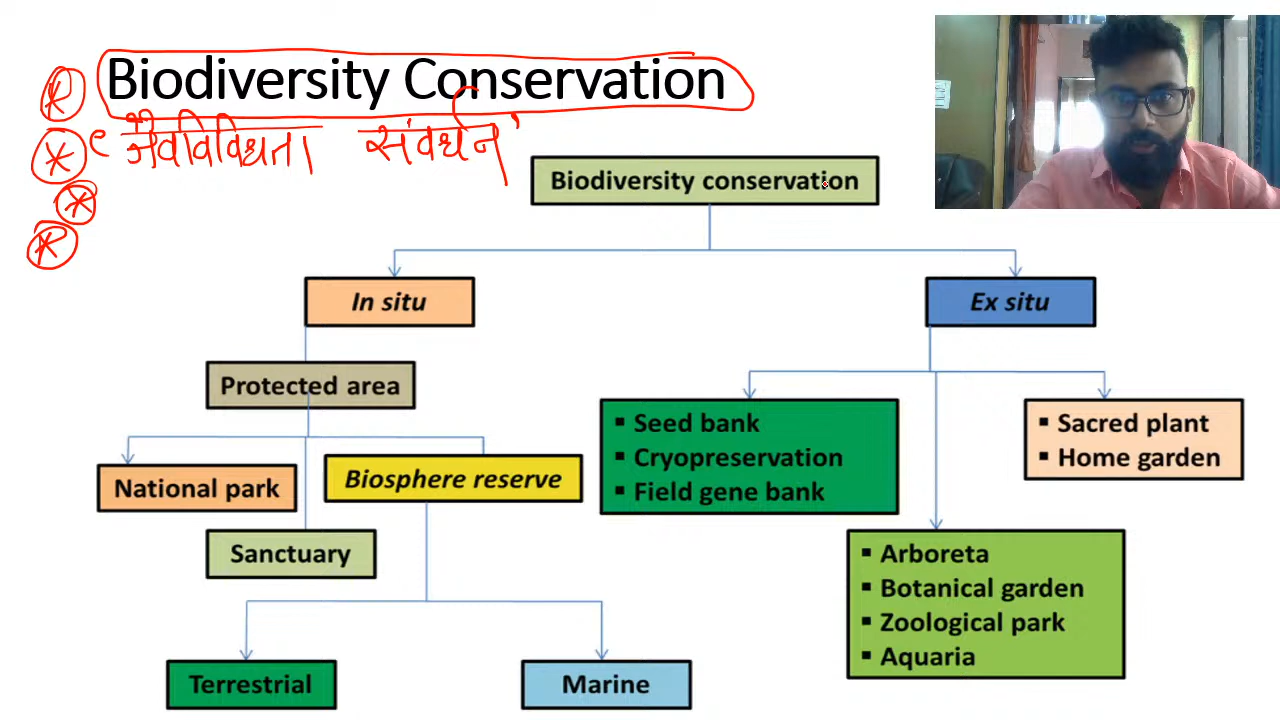 Biodiversity Conservation
जैवविविधता संवर्धन
Biodiversity conservation
In situ
Ex situ
Protected area
National park
Biosphere reserve
Sanctuary
Terrestrial
Marine
▪ Seed bank
▪ Cryopreservation
▪ Field gene bank
▪ Sacred plant
▪ Home garden
▪ Arboreta
▪ Botanical garden
▪ Zoological park
▪ Aquaria